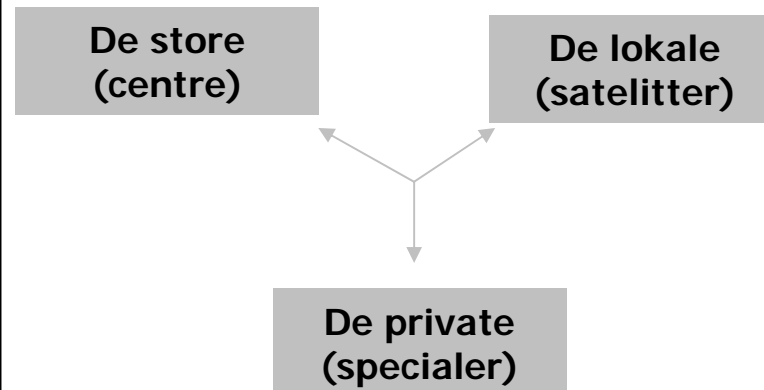 De store
(centre)
De lokale
(satelitter)
De private
(specialer)